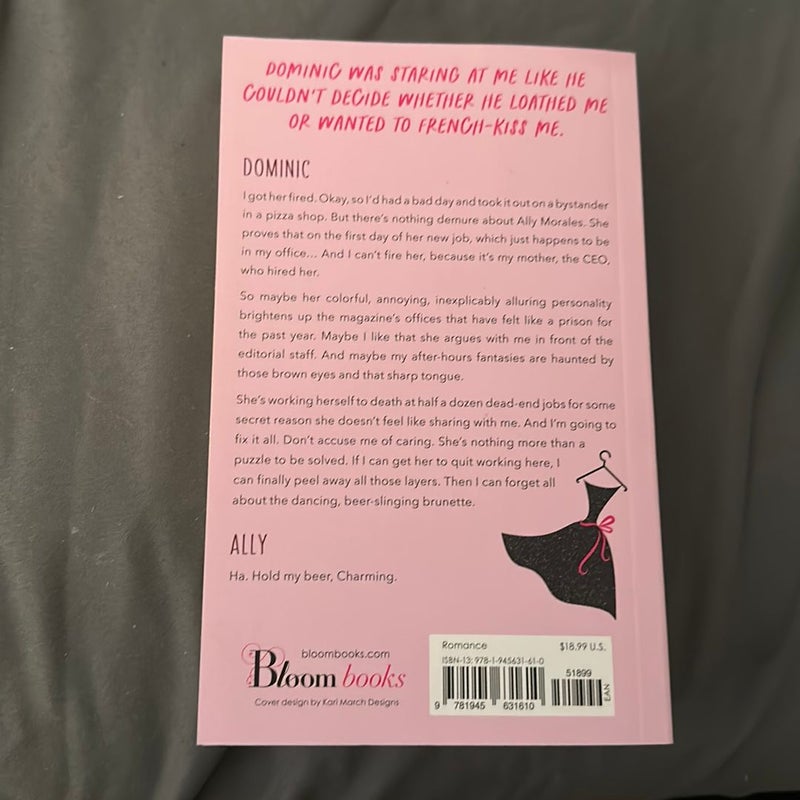 DOMINIC WAS STARING AT ME LIKE HE
COULDN'T DECIDE WHETHER HE LOATHED ME
OR WANTED TO FRENCH-KISS ME.
DOMINIC
I got her fired. Okay, so I'd had a bad day and took it out on a bystander
in a pizza shop. But there's nothing demure about Ally Morales. She
proves that on the first day of her new job, which just happens to be
in my office... And I can't fire her, because it's my mother, the CEO,
who hired her.
So maybe her colorful, annoying, inexplicably alluring personality
brightens up the magazine's offices that have felt like a prison for
the past year. Maybe I like that she argues with me in front of the
editorial staff. And maybe my after-hours fantasies are haunted by
those brown eyes and that sharp tongue.
She's working herself to death at half a dozen dead-end jobs for some
secret reason she doesn't feel like sharing with me. And I'm going to
fix it all. Don't accuse me of caring. She's nothing more than a
puzzle to be solved. If I can get her to quit working here, I
can finally peel away all those layers. Then I can forget all
about the dancing, beer-slinging brunette.
ALLY
Ha. Hold my beer, Charming.
bloombooks.com
Bloom books
Cover design by Kari March Designs
Romance $18.99 U.S.
ISBN-13: 978-1-945631-61-0
51899
9 781945 631610
EAN